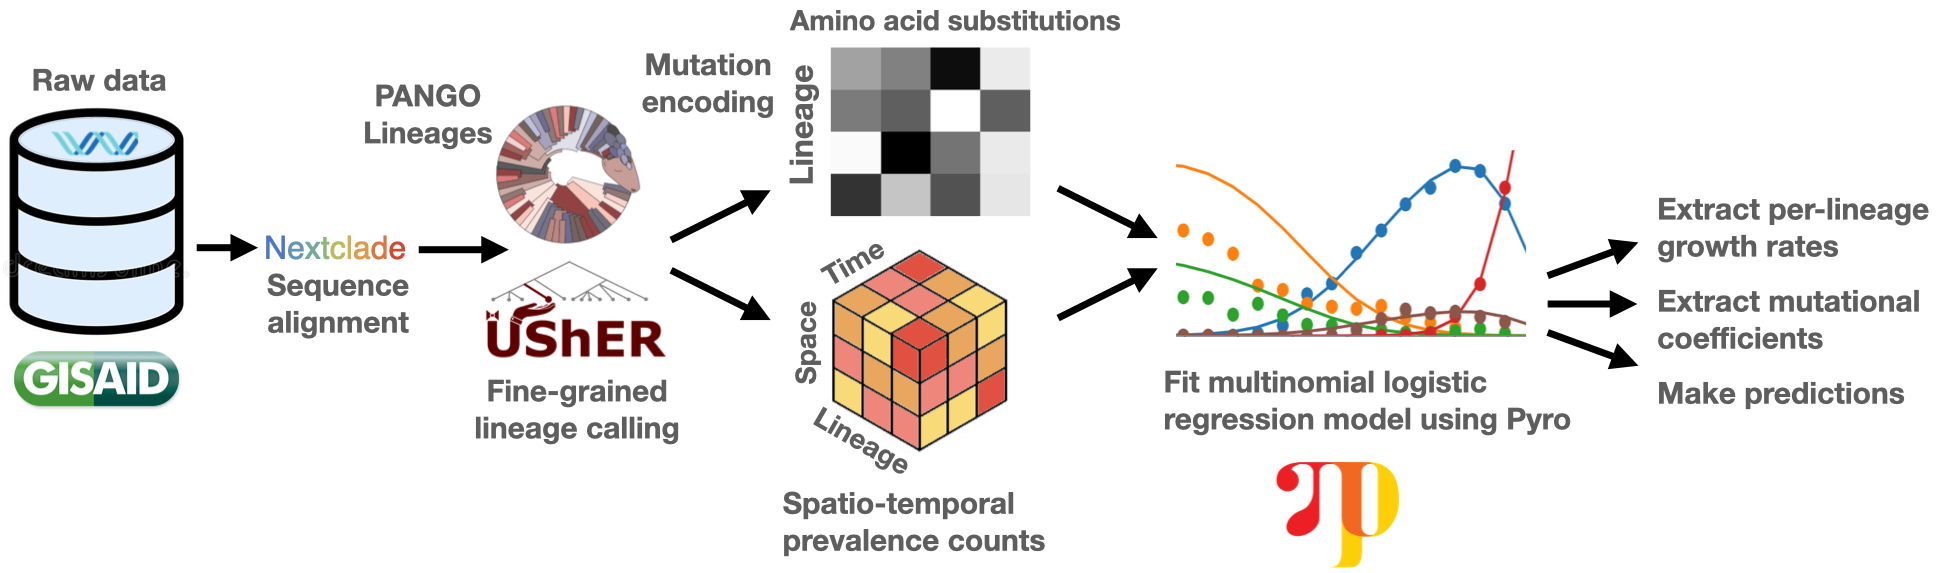 Raw data
GISAID
Nextclade
Sequence
alignment
PANGO
Lineages
UShER
Fine-grained
lineage calling
Mutation
encoding
Amino acid substitutions
Lineage
Time
Space
Lineage
Spatio-temporal
prevalence counts
Fit multinomial logistic
regression model using Pyro
Extract per-lineage
growth rates
Extract mutational
coefficients
Make predictions